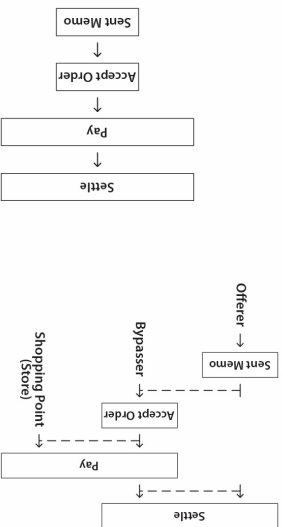 Sent Memo
Accept Order
Pay
Settle
Offerer
Sent Memo
Bypasser
Accept Order
Shopping Point
(Store)
Pay
Settle